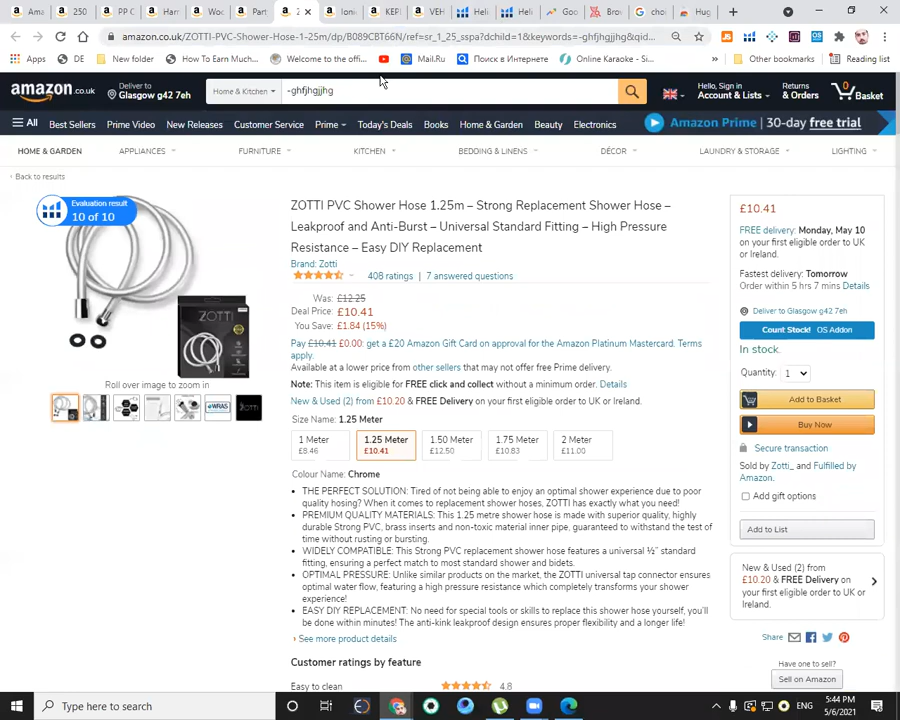 Ama
250
PP C
Harr
Woc
Part
2
Ioni
KEPI
VEH
Heli
Heli
Goo
Brov
cho
Hug
amazon.co.uk/ZOTTI-PVC-Shower-Hose-1-25m/dp/B089CBT66N/ref=sr_1_25_sspa?dchild=1&keywords=-ghfjhgjjhg&qid...
Apps
DE
New folder
How To Earn Much...
Welcome to the offi...
Mail.Ru
Поиск в Интернете
Online Karaoke - Si...
»
Other bookmarks
Reading list
amazon.co.uk
Deliver to
Glasgow g42 7eh
Home & Kitchen
-ghfjhgjjhg
Hello, Sign in
Account & Lists
Returns
& Orders
0
Basket
All
Best Sellers
Prime Video
New Releases
Customer Service
Prime
Today's Deals
Books
Home & Garden
Beauty
Electronics
Amazon Prime | 30-day free trial
HOME & GARDEN
APPLIANCES
FURNITURE
KITCHEN
BEDDING & LINENS
DÉCOR
LAUNDRY & STORAGE
LIGHTING
‹ Back to results
Evaluation result
10 of 10
ZOTTI
Roll over image to zoom in
WRAS
ZOTTI PVC Shower Hose 1.25m – Strong Replacement Shower Hose –
Leakproof and Anti-Burst – Universal Standard Fitting – High Pressure
Resistance – Easy DIY Replacement
Brand: Zotti
408 ratings | 7 answered questions
Was: £12.25
Deal Price: £10.41
You Save: £1.84 (15%)
Pay £10.41 £0.00: get a £20 Amazon Gift Card on approval for the Amazon Platinum Mastercard. Terms
apply.
Available at a lower price from other sellers that may not offer free Prime delivery.
Note: This item is eligible for FREE click and collect without a minimum order. Details
New & Used (2) from £10.20 & FREE Delivery on your first eligible order to UK or Ireland.
Size Name: 1.25 Meter
1 Meter
£8.46
1.25 Meter
£10.41
1.50 Meter
£12.50
1.75 Meter
£10.83
2 Meter
£11.00
Colour Name: Chrome
• THE PERFECT SOLUTION: Tired of not being able to enjoy an optimal shower experience due to poor
quality hosing? When it comes to replacement shower hoses, ZOTTI has exactly what you need!
• PREMIUM QUALITY MATERIALS: This 1.25 metre shower hose is made with superior quality, highly
durable Strong PVC, brass inserts and non-toxic material inner pipe, guaranteed to withstand the test of
time without rusting or bursting.
• WIDELY COMPATIBLE: This Strong PVC replacement shower hose features a universal ½" standard
fitting, ensuring a perfect match to most standard shower and bidets.
• OPTIMAL PRESSURE: Unlike similar products on the market, the ZOTTI universal tap connector ensures
optimal water flow, featuring a high pressure resistance which completely transforms your shower
experience!
• EASY DIY REPLACEMENT: No need for special tools or skills to replace this shower hose yourself, you'll
be done within minutes! The anti-kink leakproof design ensures proper flexibility and a longer life!
› See more product details
Customer ratings by feature
Easy to clean
4.8
£10.41
FREE delivery: Monday, May 10
on your first eligible order to UK
or Ireland.
Fastest delivery: Tomorrow
Order within 5 hrs 7 mins Details
Deliver to Glasgow g42 7eh
Count Stock! OS Addon
In stock.
Quantity: 1
Add to Basket
Buy Now
Secure transaction
Sold by Zotti_ and Fulfilled by
Amazon.
Add gift options
Add to List
New & Used (2) from
£10.20 & FREE Delivery on
your first eligible order to UK or
Ireland.
Share
Have one to sell?
Sell on Amazon
Type here to search
ENG
5:44 PM
5/6/2021